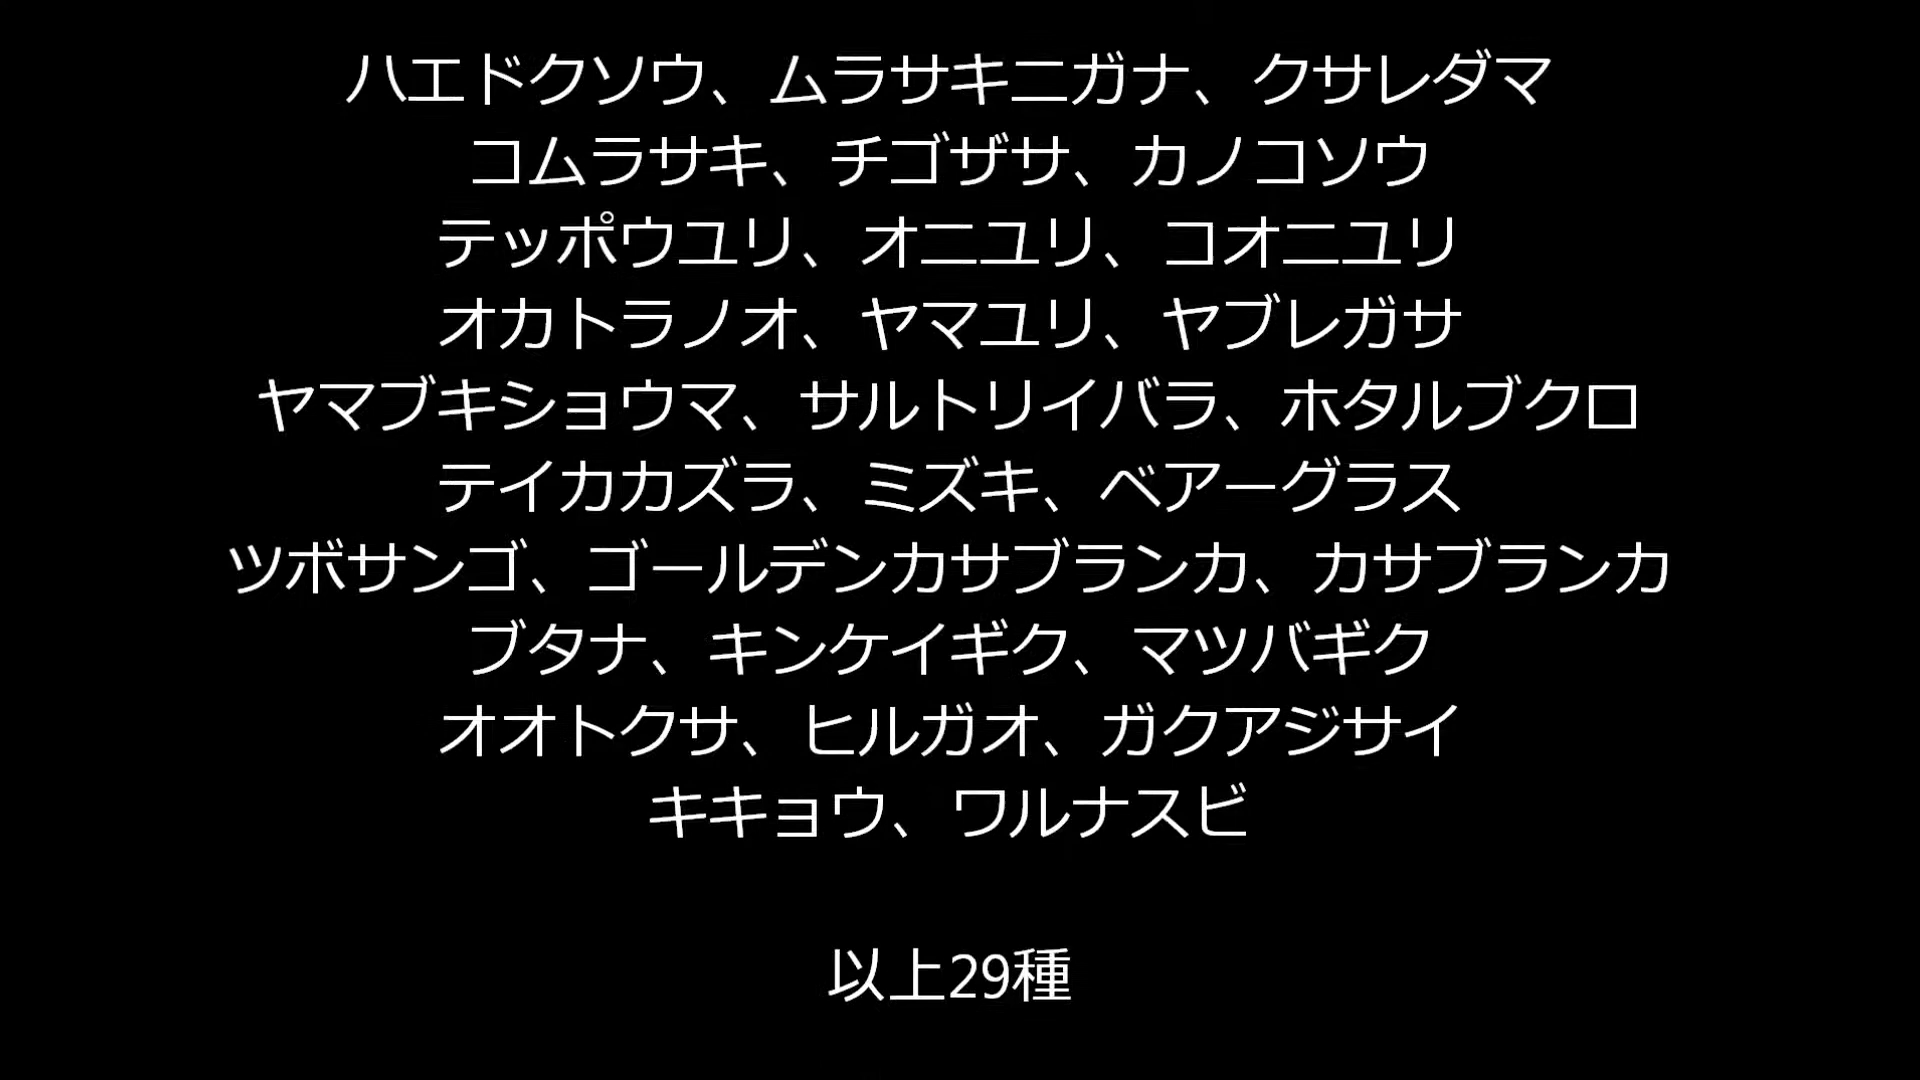 ハエドクソウ、ムラサキニガナ、クサレダマ
コムラサキ、チゴザサ、カノコソウ
テッポウユリ、オニユリ、コオニユリ
オカトラノオ、ヤマユリ、ヤブレガサ
ヤマブキショウマ、サルトリイバラ、ホタルブクロ
テイカカズラ、ミズキ、ベアーグラス
ツボサンゴ、ゴールデンカサブランカ、カサブランカ
ブタナ、キンケイギク、マツバギク
オオトクサ、ヒルガオ、ガクアジサイ
キキョウ、ワルナスビ
以上29種